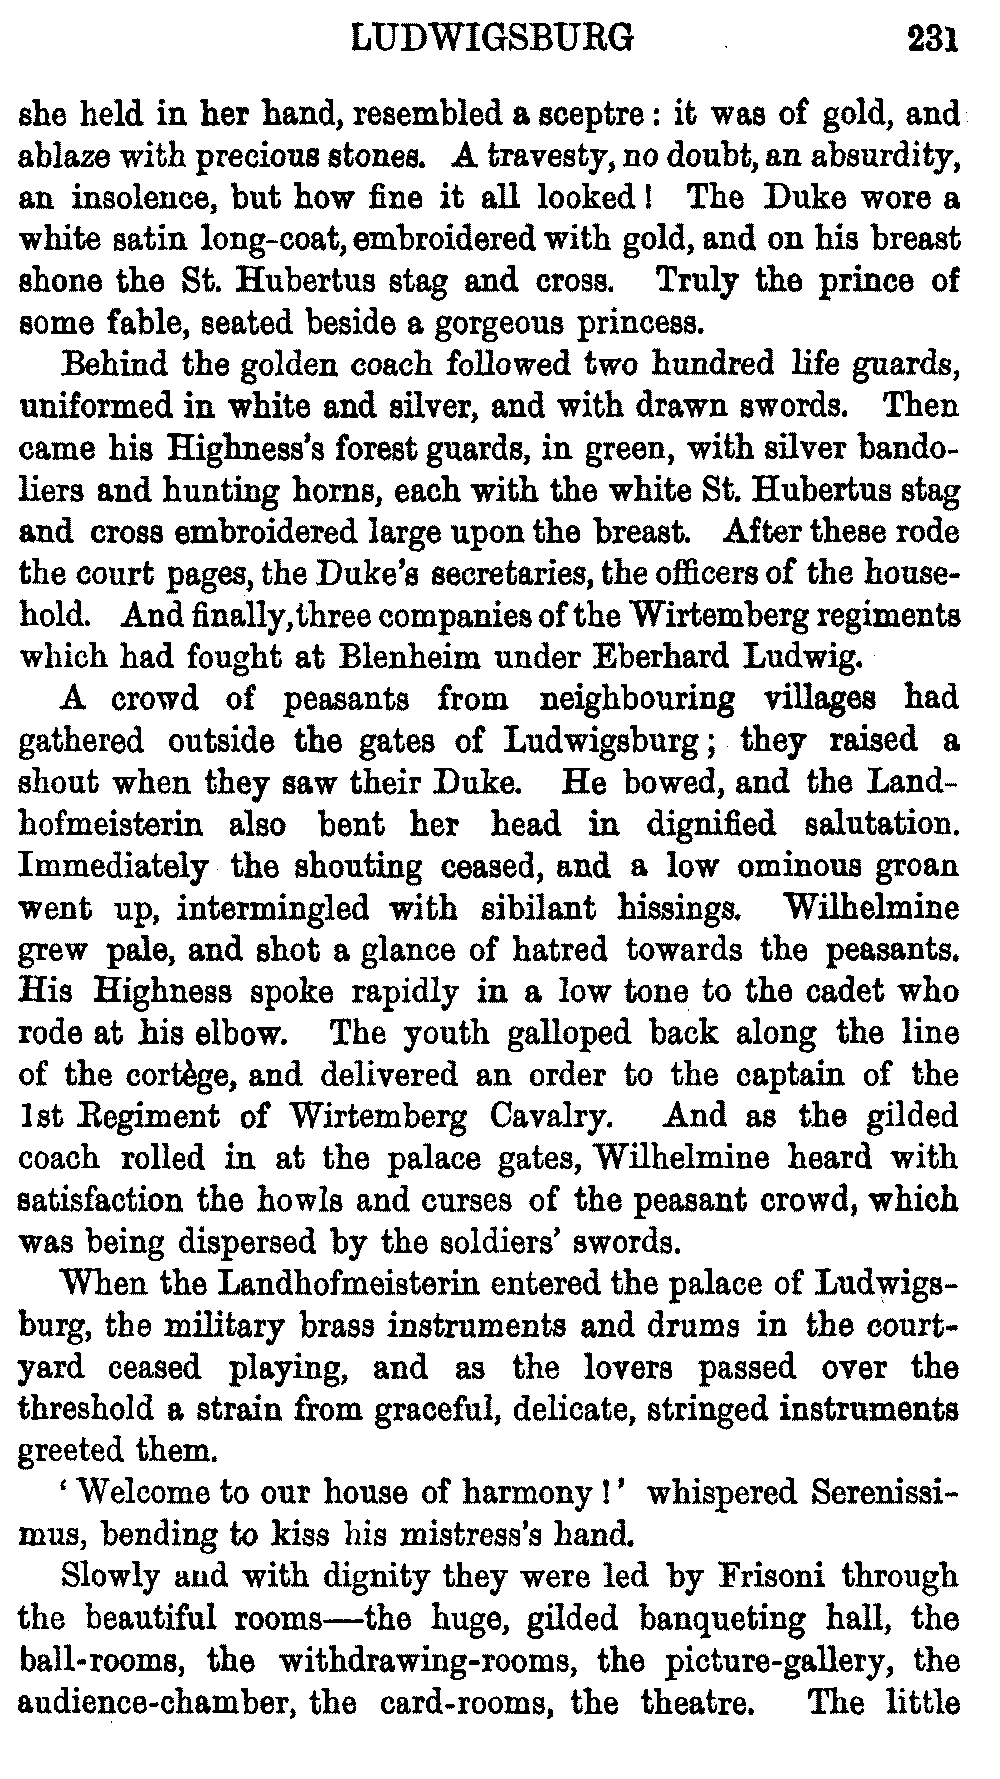 LUDWIGSBURG 231
she held in her hand, resembled a sceptre : it was of gold, and
ablaze with precious stones. A travesty, no doubt, an absurdity,
an insolence, but how fine it all looked ! The Duke wore a
white satin long-coat, embroidered with gold, and on his breast
shone the St. Hubertus stag and cross. Truly the prince of
some fable, seated beside a gorgeous princess.
Behind the golden coach followed two hundred life guards,
uniformed in white and silver, and with drawn swords. Then
came his Highness's forest guards, in green, with silver bando-
liers and hunting horns, each with the white St. Hubertus stag
and cross embroidered large upon the breast. After these rode
the court pages, the Duke's secretaries, the officers of the house-
hold. And finally, three companies of the Wirtemberg regiments
which had fought at Blenheim under Eberhard Ludwig.
A crowd of peasants from neighbouring villages had
gathered outside the gates of Ludwigsburg ; they raised a
shout when they saw their Duke. He bowed, and the Land-
hofmeisterin also bent her head in dignified salutation.
Immediately the shouting ceased, and a low ominous groan
went up, intermingled with sibilant hissings. Wilhelmine
grew pale, and shot a glance of hatred towards the peasants.
His Highness spoke rapidly in a low tone to the cadet who
rode at his elbow. The youth galloped back along the line
of the cortège, and delivered an order to the captain of the
1st Regiment of Wirtemberg Cavalry. And as the gilded
coach rolled in at the palace gates, Wilhelmine heard with
satisfaction the howls and curses of the peasant crowd, which
was being dispersed by the soldiers' swords.
When the Landhofmeisterin entered the palace of Ludwigs-
burg, the military brass instruments and drums in the court-
yard ceased playing, and as the lovers passed over the
threshold a strain from graceful, delicate, stringed instruments
greeted them.
' Welcome to our house of harmony ! ' whispered Serenissi-
mus, bending to kiss his mistress's hand.
Slowly and with dignity they were led by Frisoni through
the beautiful rooms—the huge, gilded banqueting hall, the
ball-rooms, the withdrawing-rooms, the picture-gallery, the
audience-chamber, the card-rooms, the theatre. The little